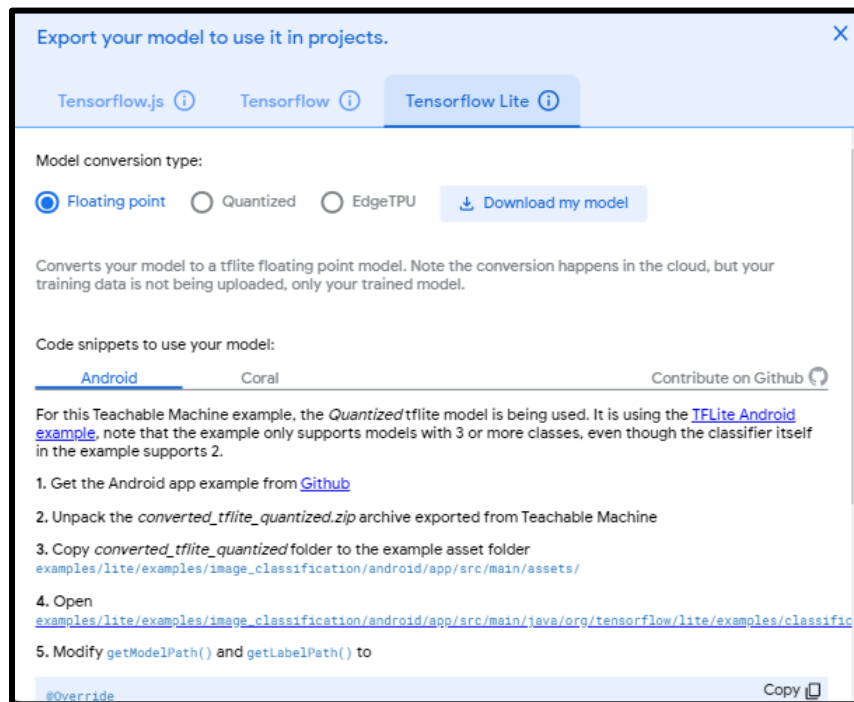 Export your model to use it in projects.
Tensorflow.js
Tensorflow
Tensorflow Lite
Model conversion type:
Floating point
Quantized
EdgeTPU
Download my model
Converts your model to a tflite floating point model. Note the conversion happens in the cloud, but your
training data is not being uploaded, only your trained model.
Code snippets to use your model:
Android
Coral
Contribute on Github
For this Teachable Machine example, the Quantized tflite model is being used. It is using the TFLite Android
example, note that the example only supports models with 3 or more classes, even though the classifier itself
in the example supports 2.
1. Get the Android app example from Github
2. Unpack the converted_tflite_quantized.zip archive exported from Teachable Machine
3. Copy converted_tflite_quantized folder to the example asset folder
examples/lite/examples/image_classification/android/app/src/main/assets/
4. Open
examples/lite/examples/image_classification/android/app/src/main/java/org/tensorflow/lite/examples/classific
5. Modify getModelPath() and getLabelPath() to
@Override
Copy